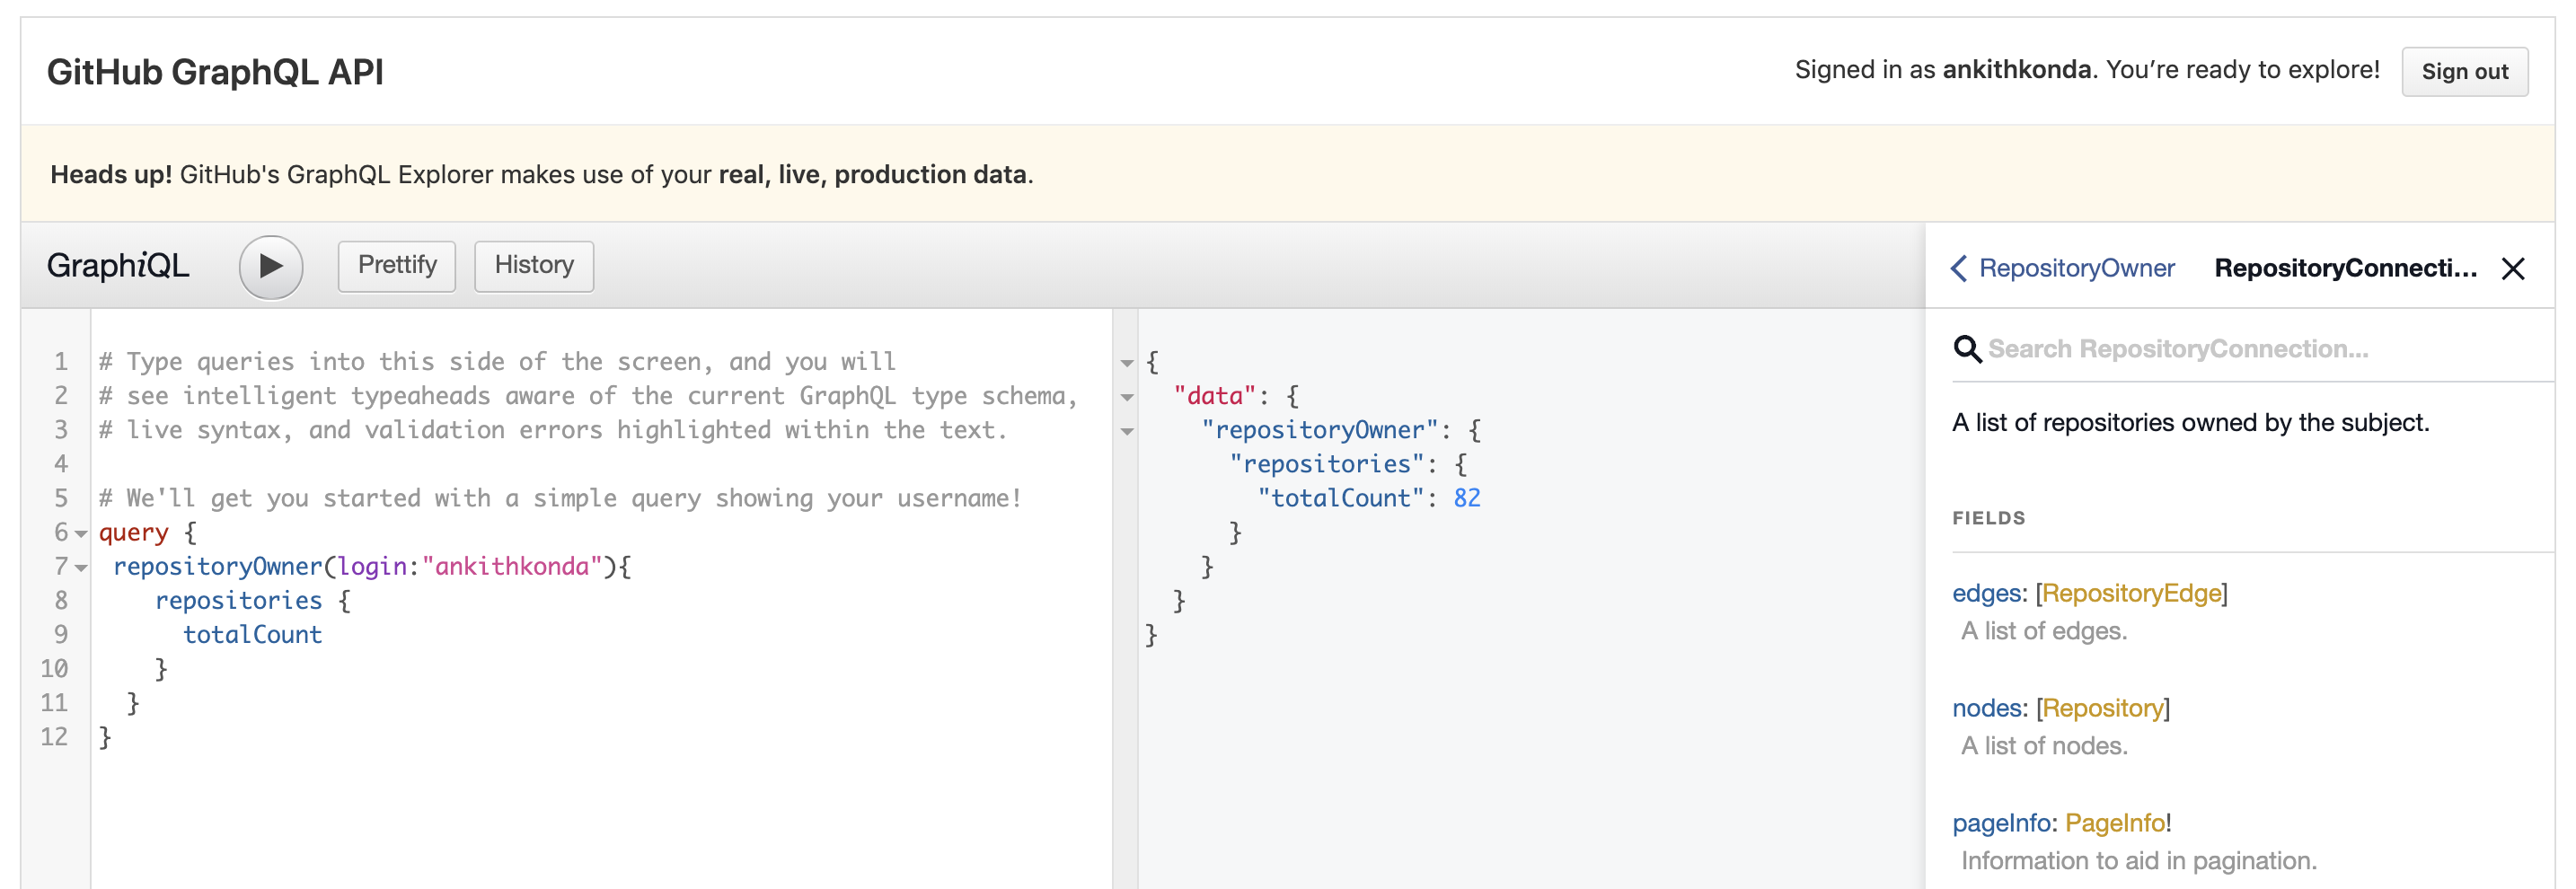 GitHub GraphQL API
Signed in as ankithkonda. You’re ready to explore!
Sign out
Heads up! GitHub's GraphQL Explorer makes use of your real, live, production data.
GraphiQL
Prettify
History
RepositoryOwner
RepositoryConnecti...
1 # Type queries into this side of the screen, and you will
2 # see intelligent typeaheads aware of the current GraphQL type schema,
3 # live syntax, and validation errors highlighted within the text.
4
5 # We'll get you started with a simple query showing your username!
6 query {
7 repositoryOwner(login:"ankithkonda"){
8 repositories {
9 totalCount
10 }
11 }
12 }
{
"data": {
"repositoryOwner": {
"repositories": {
"totalCount": 82
}
}
}
}
Search RepositoryConnection...
A list of repositories owned by the subject.
FIELDS
edges: [RepositoryEdge]
A list of edges.
nodes: [Repository]
A list of nodes.
pageInfo: PageInfo!
Information to aid in pagination.